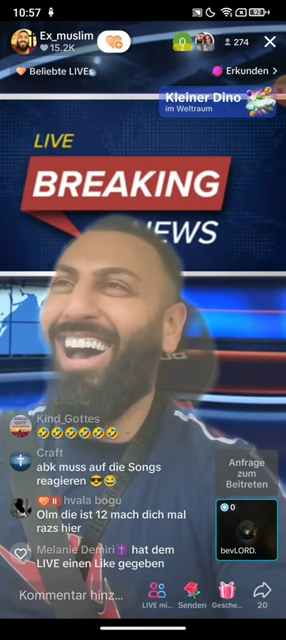 10:57
92
Ex_muslim
15.2K
0
274
Beliebte LIVEs
Erkunden
Kleiner Dino
im Weltraum
LIVE
BREAKING
NEWS
Kind_Gottes
🤣🤣🤣🤣🤣🤣
Craft
abk muss auf die Songs
reagieren 😎😂
hvala bogu
Olm die ist 12 mach dich mal
razs hier
Melanie Demiri✝️ hat dem
LIVE einen Like gegeben
Anfrage
zum
Beitreten
0
bevLORD.
Kommentar hinz...
LIVE mi...
Senden
Gesche...
20